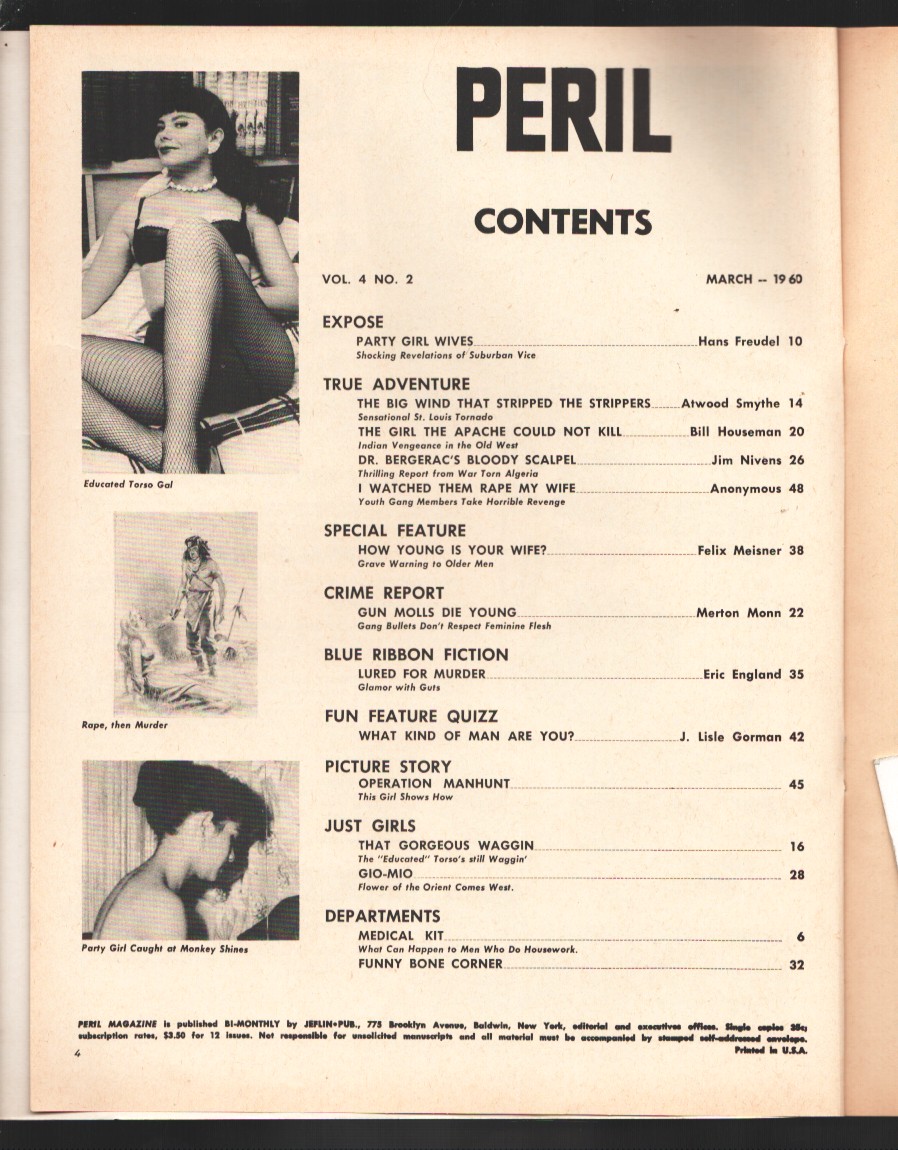 PERIL
CONTENTS
VOL. 4 NO. 2 MARCH -- 1960
EXPOSE
PARTY GIRL WIVES Hans Freudel 10
Shocking Revelations of Suburban Vice
TRUE ADVENTURE
THE BIG WIND THAT STRIPPED THE STRIPPERS Atwood Smythe 14
Sensational St. Louis Tornado
THE GIRL THE APACHE COULD NOT KILL Bill Houseman 20
Indian Vengeance in the Old West
DR. BERGERAC'S BLOODY SCALPEL Jim Nivens 26
Thrilling Report from War Torn Algeria
I WATCHED THEM RAPE MY WIFE Anonymous 48
Youth Gang Members Take Horrible Revenge
SPECIAL FEATURE
HOW YOUNG IS YOUR WIFE? Felix Meisner 38
Grave Warning to Older Men
CRIME REPORT
GUN MOLLS DIE YOUNG Merton Monn 22
Gang Bullets Don't Respect Feminine Flesh
BLUE RIBBON FICTION
LURED FOR MURDER Eric England 35
Glamor with Guts
FUN FEATURE QUIZZ
WHAT KIND OF MAN ARE YOU? J. Lisle Gorman 42
PICTURE STORY
OPERATION MANHUNT 45
This Girl Shows How
JUST GIRLS
THAT GORGEOUS WAGGIN 16
The "Educated" Torso's still Waggin'
GIO-MIO 28
Flower of the Orient Comes West.
DEPARTMENTS
MEDICAL KIT 6
What Can Happen to Men Who Do Housework.
FUNNY BONE CORNER 32
Educated Torso Gal
Rape, then Murder
Party Girl Caught at Monkey Shines
PERIL MAGAZINE is published BI-MONTHLY by JEFLIN•PUB., 775 Brooklyn Avenue, Baldwin, New York, editorial and executives offices. Single copies 35c;
subscription rates, $3.50 for 12 issues. Not responsible for unsolicited manuscripts and all material must be accompanied by stamped self-addressed envelope.
Printed in U.S.A.
4